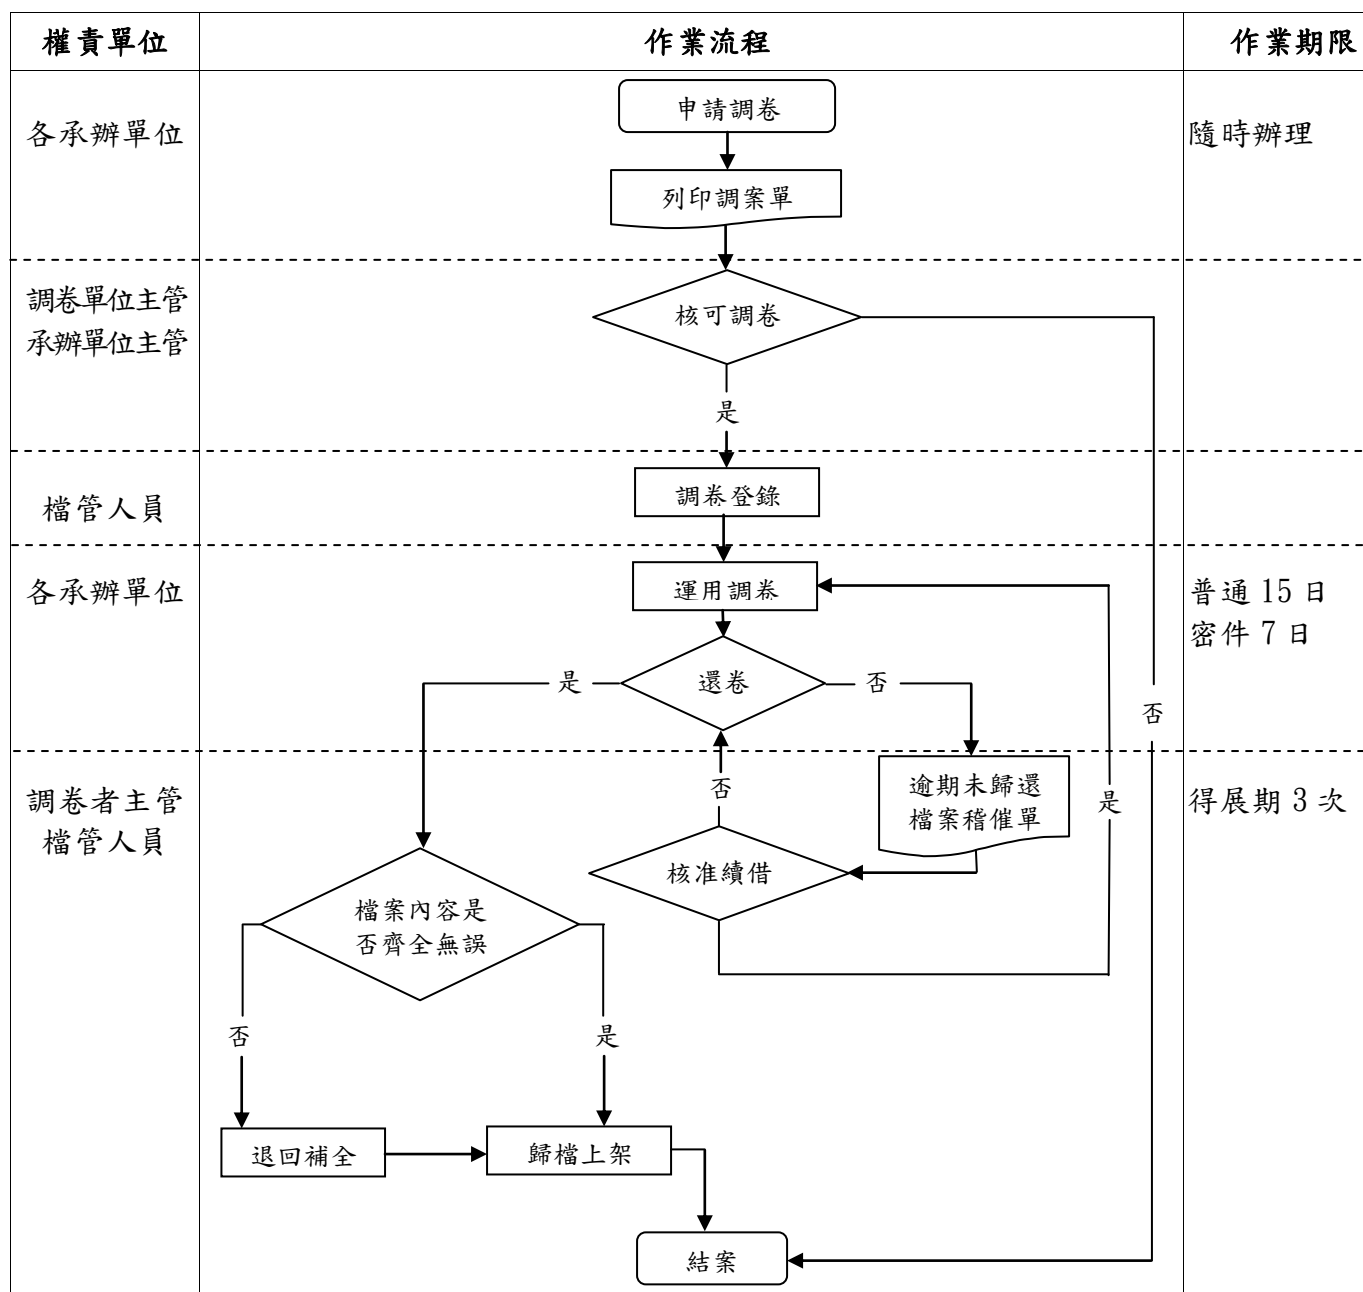 權責單位
作業流程
作業期限
申請調卷
各承辦單位
隨時辦理
列印調案單
調卷單位主管
承辦單位主管
核可調卷
是
調卷登錄
檔管人員
各承辦單位
運用調卷
普通 15 日
密件 7 日
是
還卷
否
否
調卷者主管
檔管人員
否
逾期未歸還
檔案稽催單
是
得展期 3 次
核准續借
檔案內容是
否齊全無誤
否
是
退回補全
歸檔上架
結案